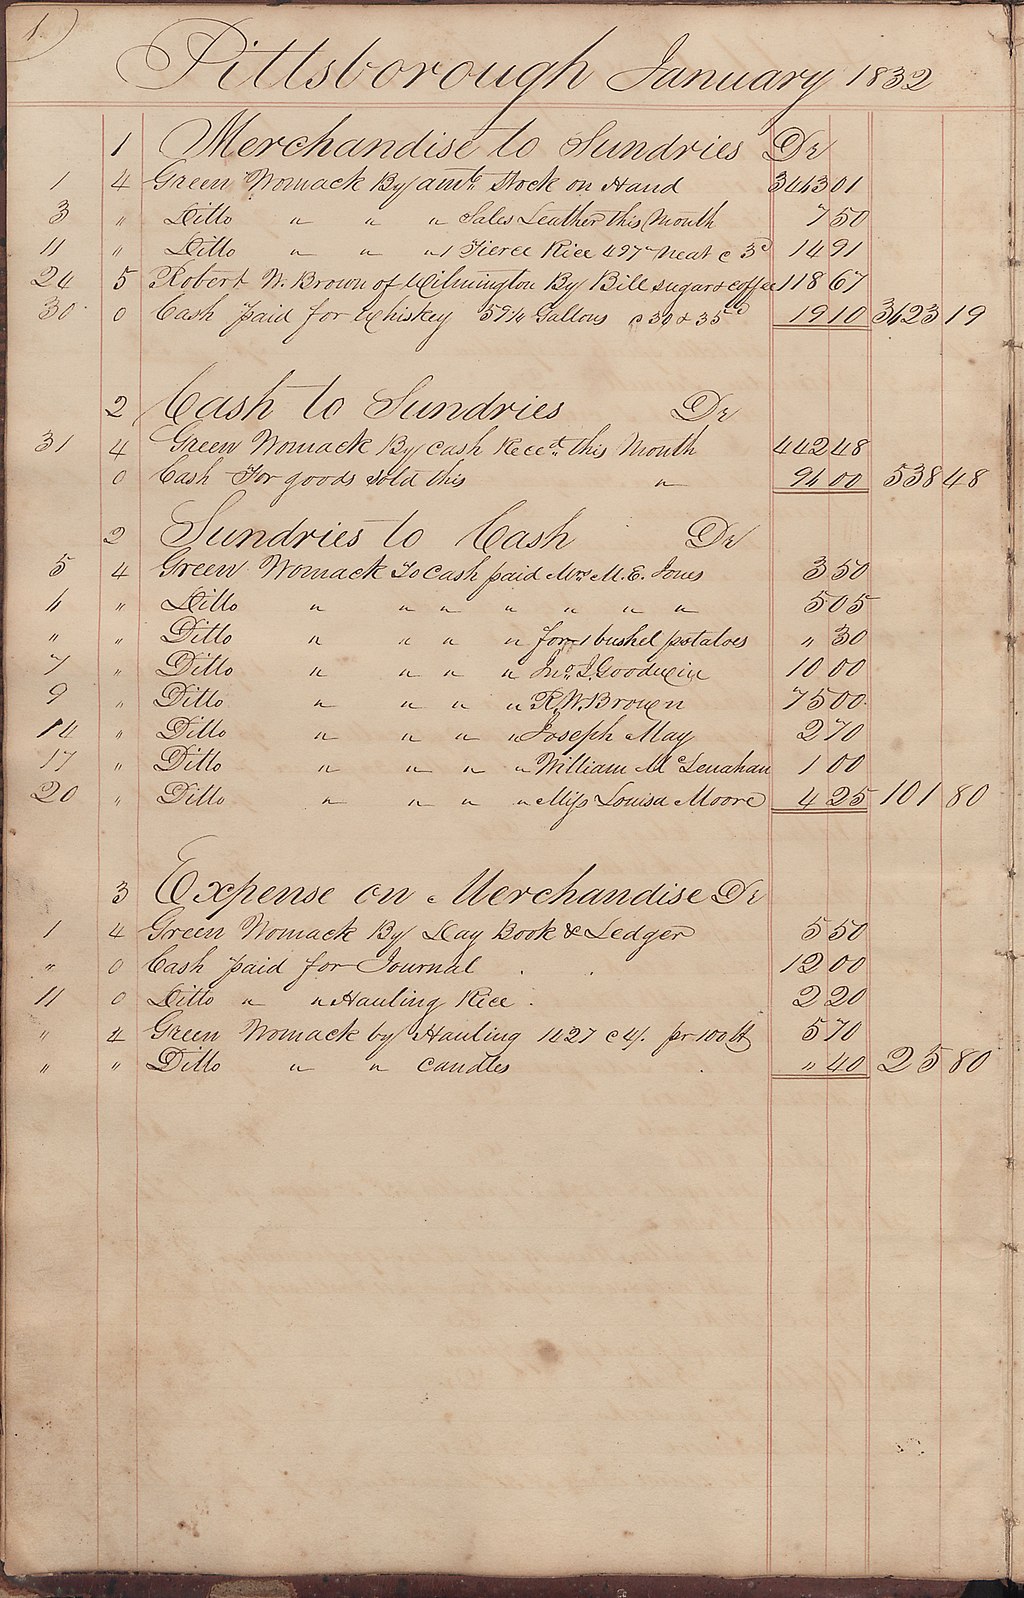 1
Pittsborough January 1832
1 Merchandise to Sundries Dr
1 4 Green Womack By amt. Stock on Hand 3463 01
3 " Ditto " " " Sales Leather this Month 7 50
11 " Ditto " " " 1 Tierce Rice 497 Neat c 3d 14 91
24 5 Robert W. Brown of Wilmington By Bill sugar & coffee 118 67
30 0 Cash paid for Whiskey 59¼ Gallons c 30 & 35cd 19 10 3623 19
2 Cash to Sundries Dr
31 4 Green Womack By cash Reced. this Month 442 48
0 Cash For goods Sold this " 96 00 538 48
2 Sundries to Cash Dr
5 4 Green Womack To Cash paid Mrs M. E. Jones 3 50
6 " Ditto " " " " " " " 5 05
" " Ditto " " " " for 1 bushel potatoes " 30
7 " Ditto " " " " Jno. J. Goodwin 10 00
9 " Ditto " " " " R. W. Brown 75 00
14 " Ditto " " " " Joseph May 2 70
17 " Ditto " " " " William McLenahan 1 00
20 " Ditto " " " " Miss Louisa Moore 4 25 101 80
3 Expense on Merchandise Dr
1 4 Green Womack By Day Book & Ledger 5 50
" 0 Cash paid for Journal . . 12 00
11 0 Ditto " " Hauling Rice . 2 20
" 4 Green Womack by Hauling 1427 c 4/. pr 100 lb 5 70
" " Ditto " " candles " 40 25 80